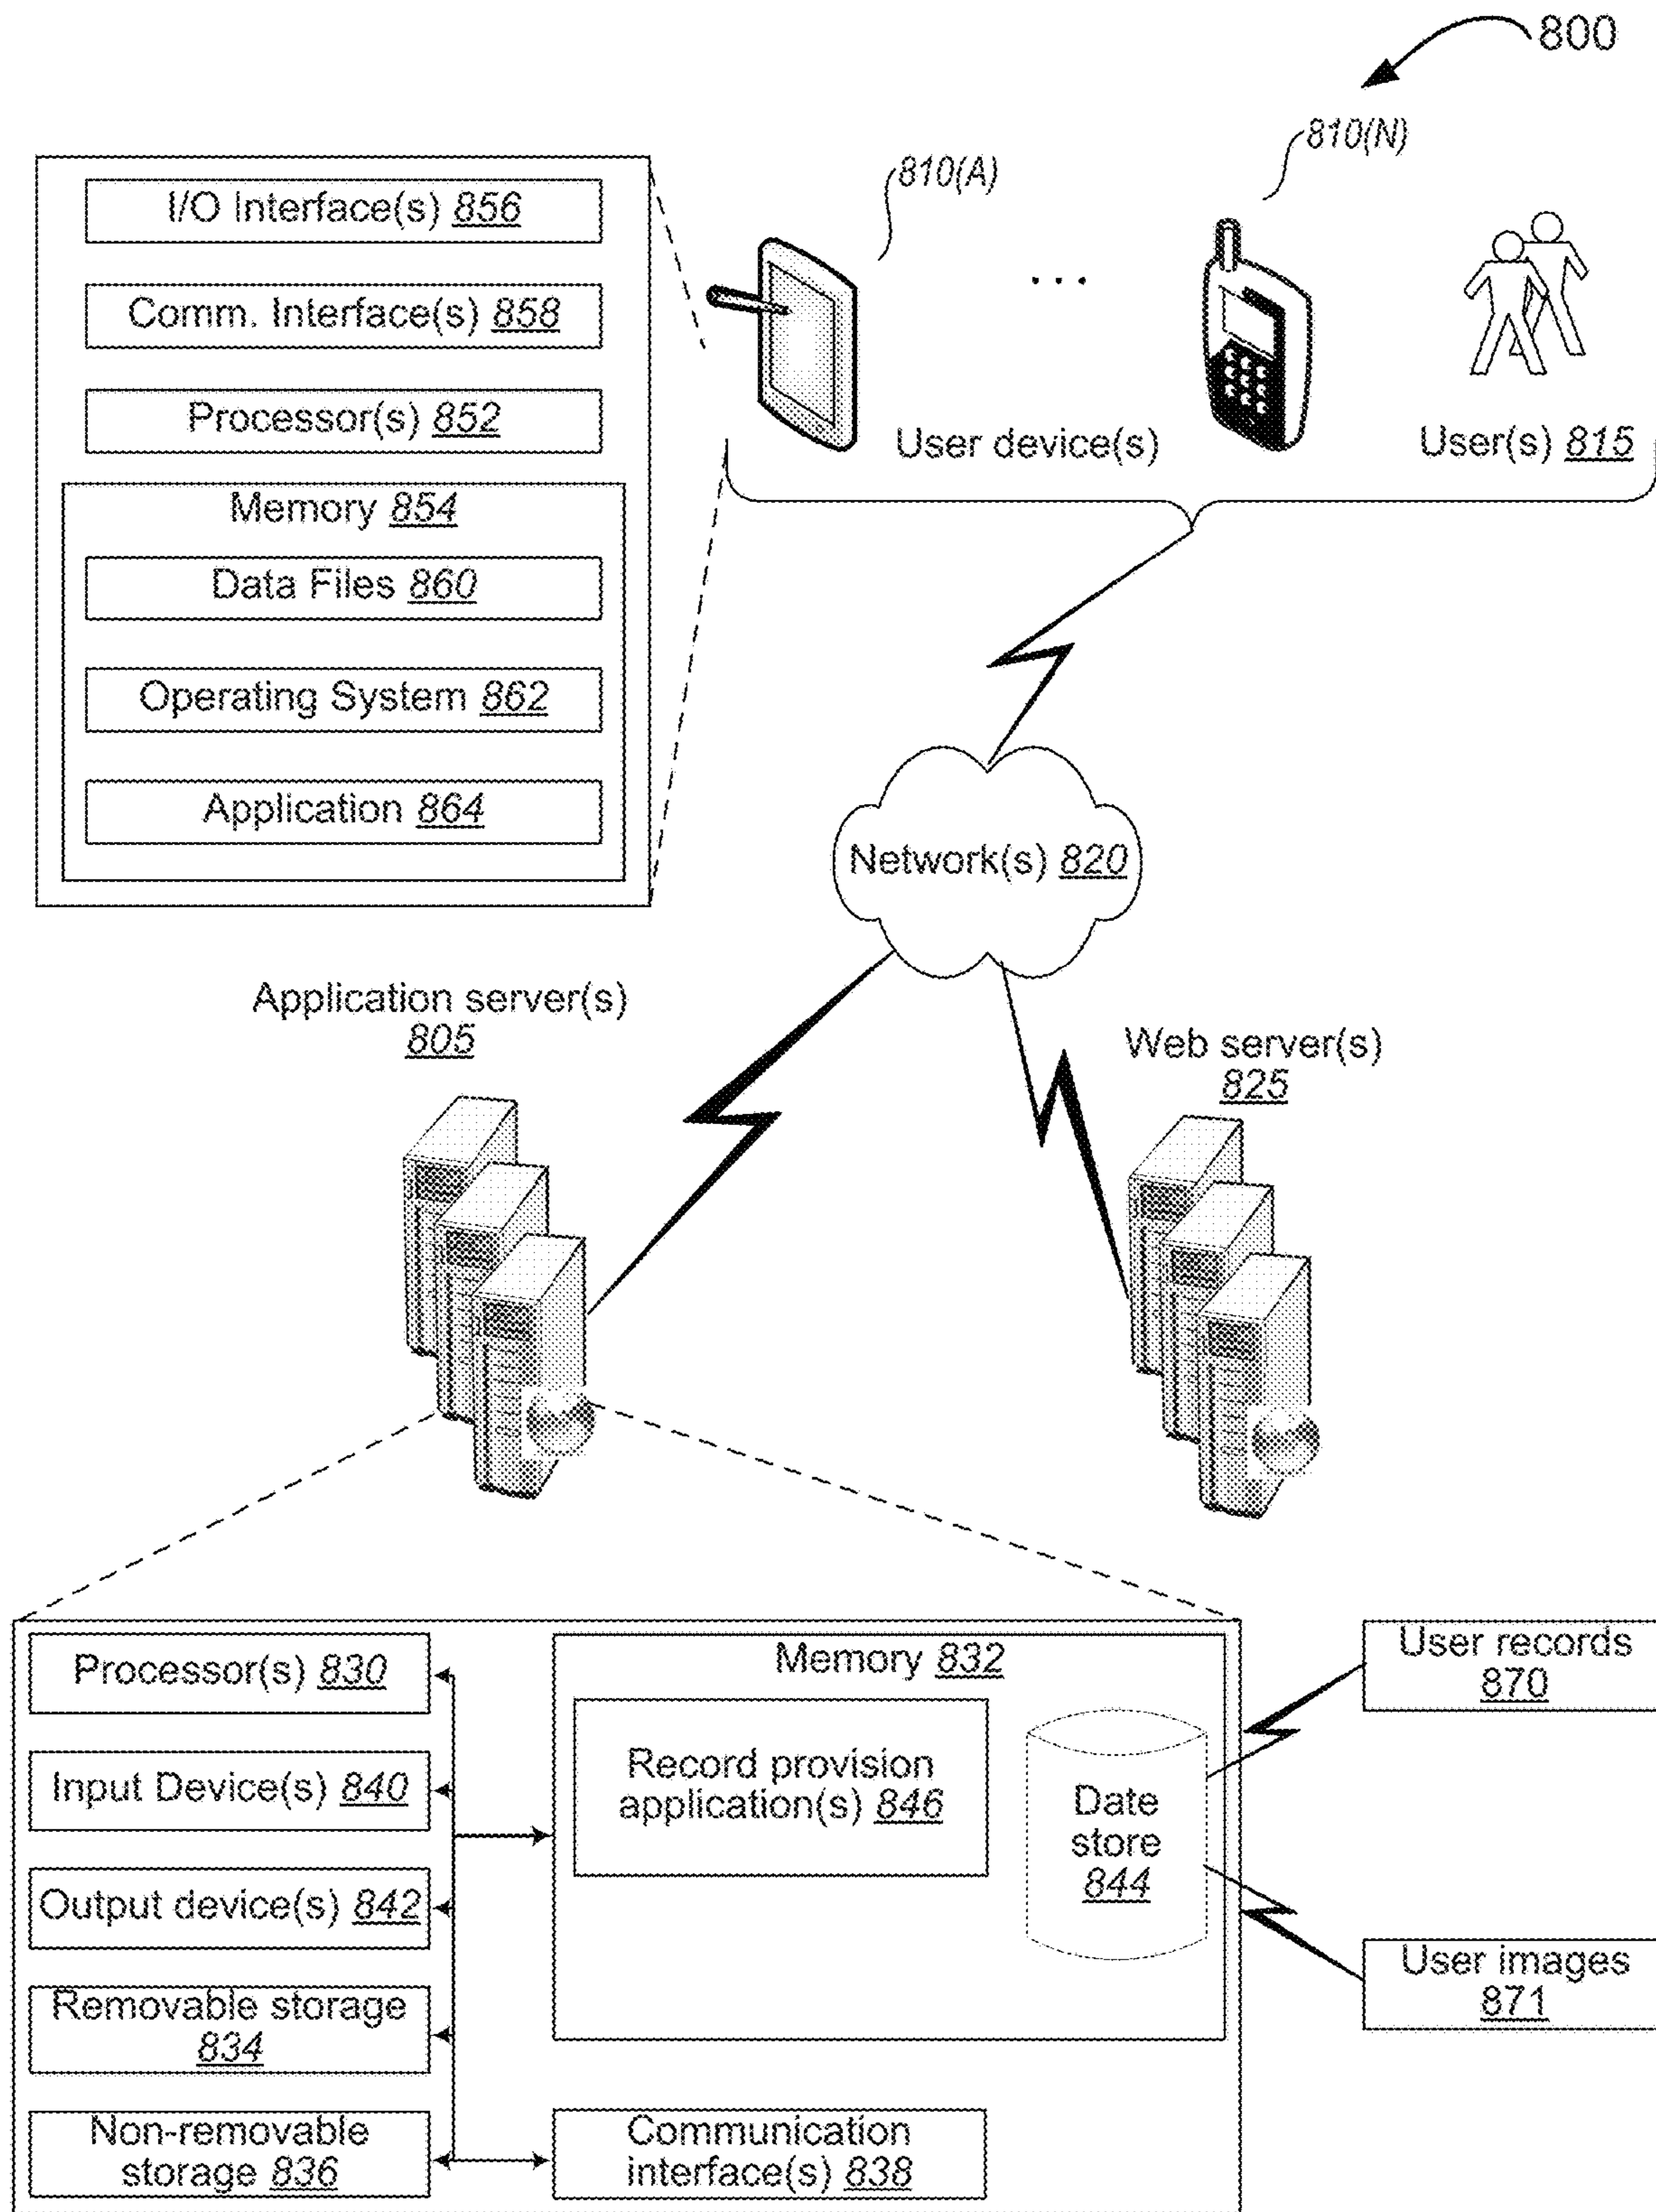 800
810(N)
810(A)
I/O Interface(s) 856
Comm. Interface(s) 858
Processor(s) 852
Memory 854
Data Files 860
Operating System 862
Application 864
...
User device(s)
User(s) 815
Network(s) 820
Application server(s)
805
Web server(s)
825
Processor(s) 830
Input Device(s) 840
Output device(s) 842
Removable storage
834
Non-removable
storage 836
Memory 832
Record provision
application(s) 846
Date
store
844
Communication
interface(s) 838
User records
870
User images
871